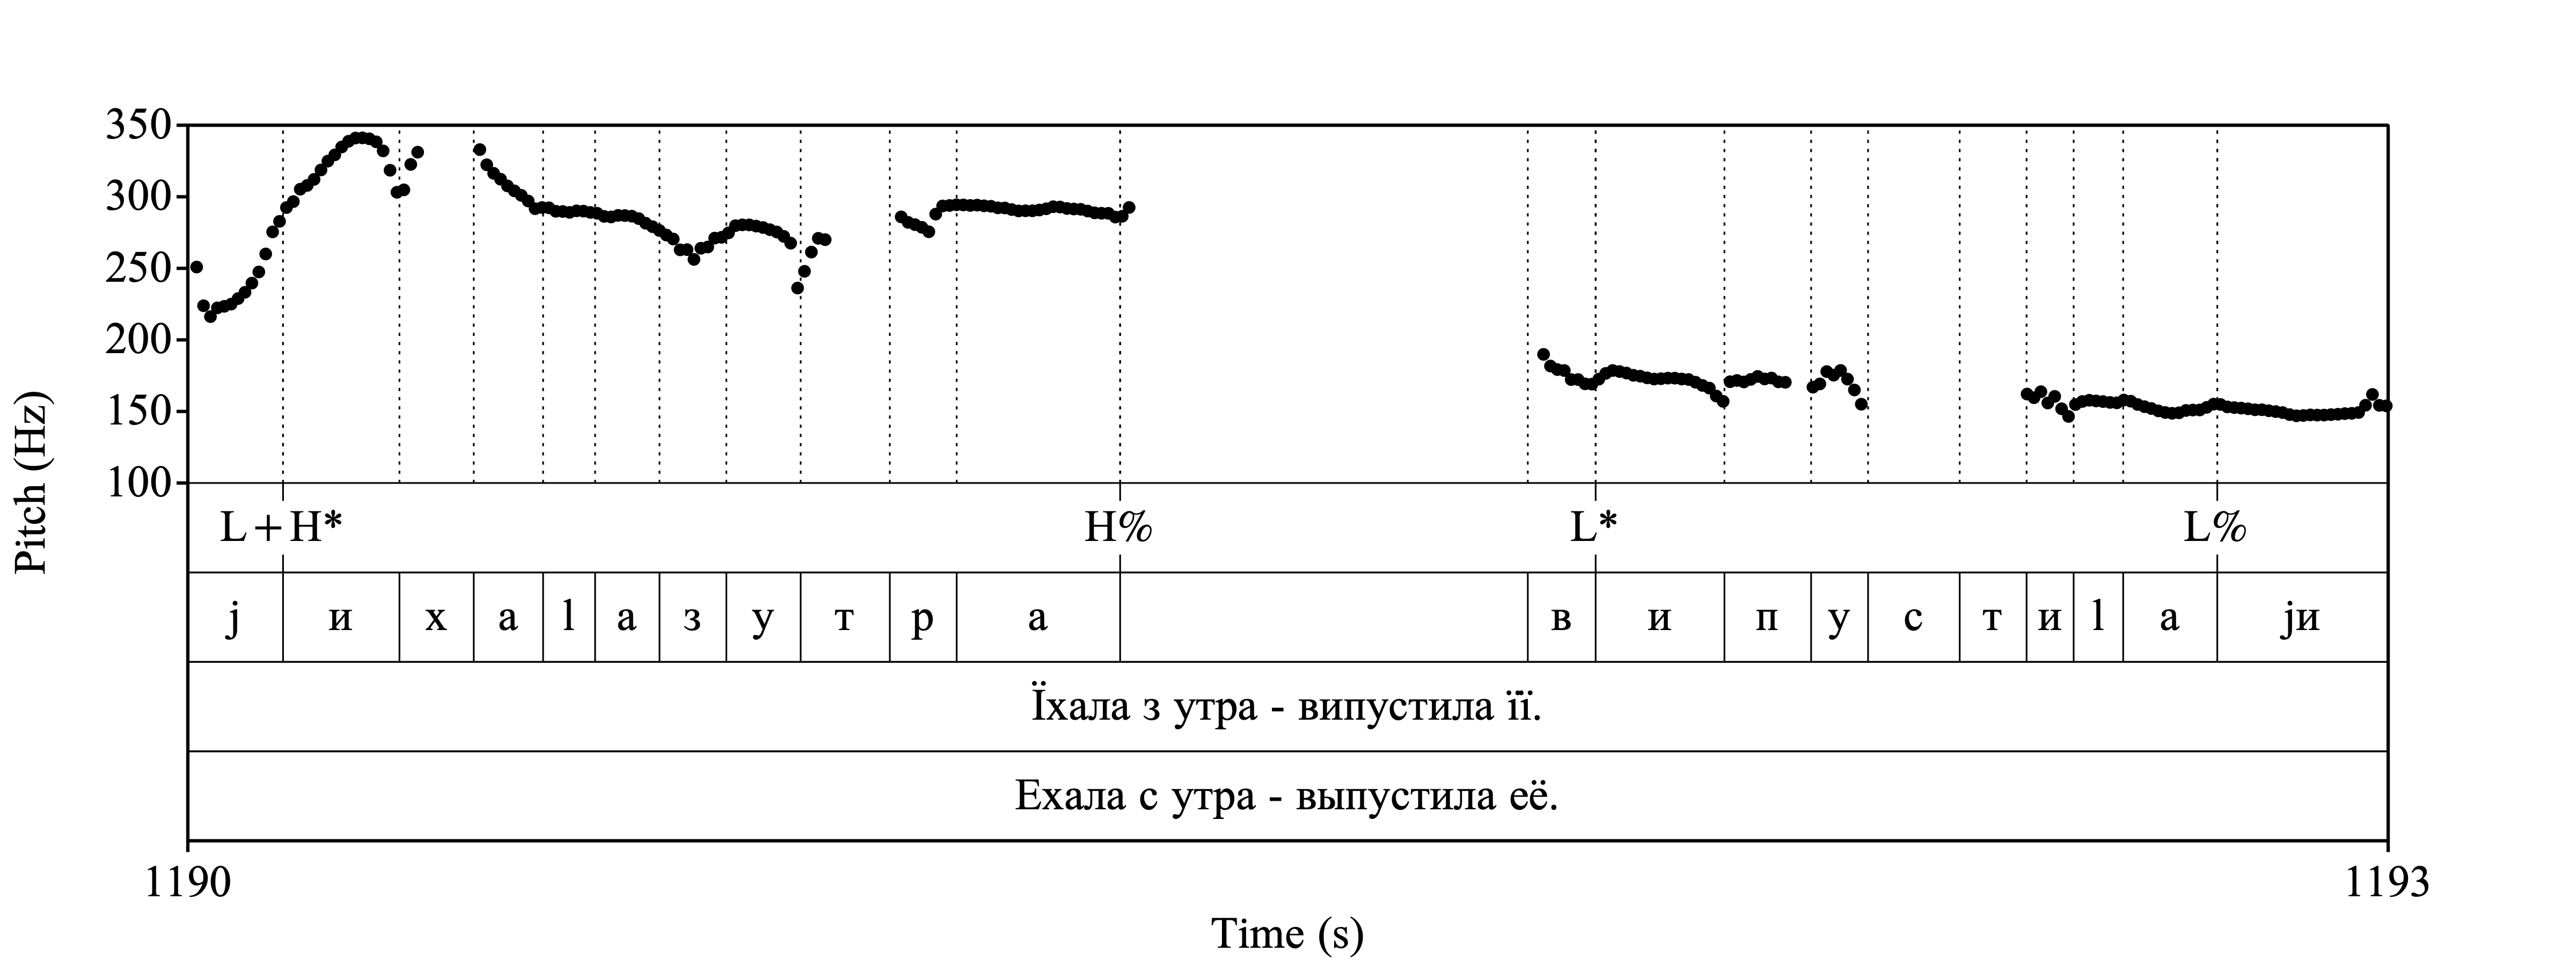 350
300
250
200
150
100
Pitch (Hz)
L+H* H% L* L%
j и х а l а з у т р а в и п у с т и l а jи
Їхала з утра - випустила її.
Ехала с утра - выпустила её.
1190 1193
Time (s)